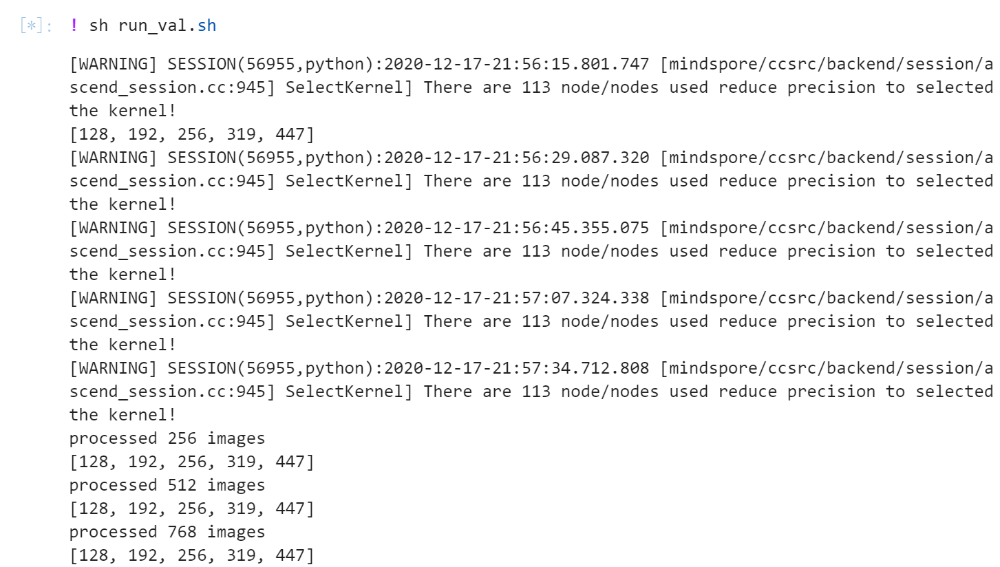 [*]: ! sh run_val.sh
[WARNING] SESSION(56955,python):2020-12-17-21:56:15.801.747 [mindspore/ccsrc/backend/session/a
scend_session.cc:945] SelectKernel] There are 113 node/nodes used reduce precision to selected
the kernel!
[128, 192, 256, 319, 447]
[WARNING] SESSION(56955,python):2020-12-17-21:56:29.087.320 [mindspore/ccsrc/backend/session/a
scend_session.cc:945] SelectKernel] There are 113 node/nodes used reduce precision to selected
the kernel!
[WARNING] SESSION(56955,python):2020-12-17-21:56:45.355.075 [mindspore/ccsrc/backend/session/a
scend_session.cc:945] SelectKernel] There are 113 node/nodes used reduce precision to selected
the kernel!
[WARNING] SESSION(56955,python):2020-12-17-21:57:07.324.338 [mindspore/ccsrc/backend/session/a
scend_session.cc:945] SelectKernel] There are 113 node/nodes used reduce precision to selected
the kernel!
[WARNING] SESSION(56955,python):2020-12-17-21:57:34.712.808 [mindspore/ccsrc/backend/session/a
scend_session.cc:945] SelectKernel] There are 113 node/nodes used reduce precision to selected
the kernel!
processed 256 images
[128, 192, 256, 319, 447]
processed 512 images
[128, 192, 256, 319, 447]
processed 768 images
[128, 192, 256, 319, 447]